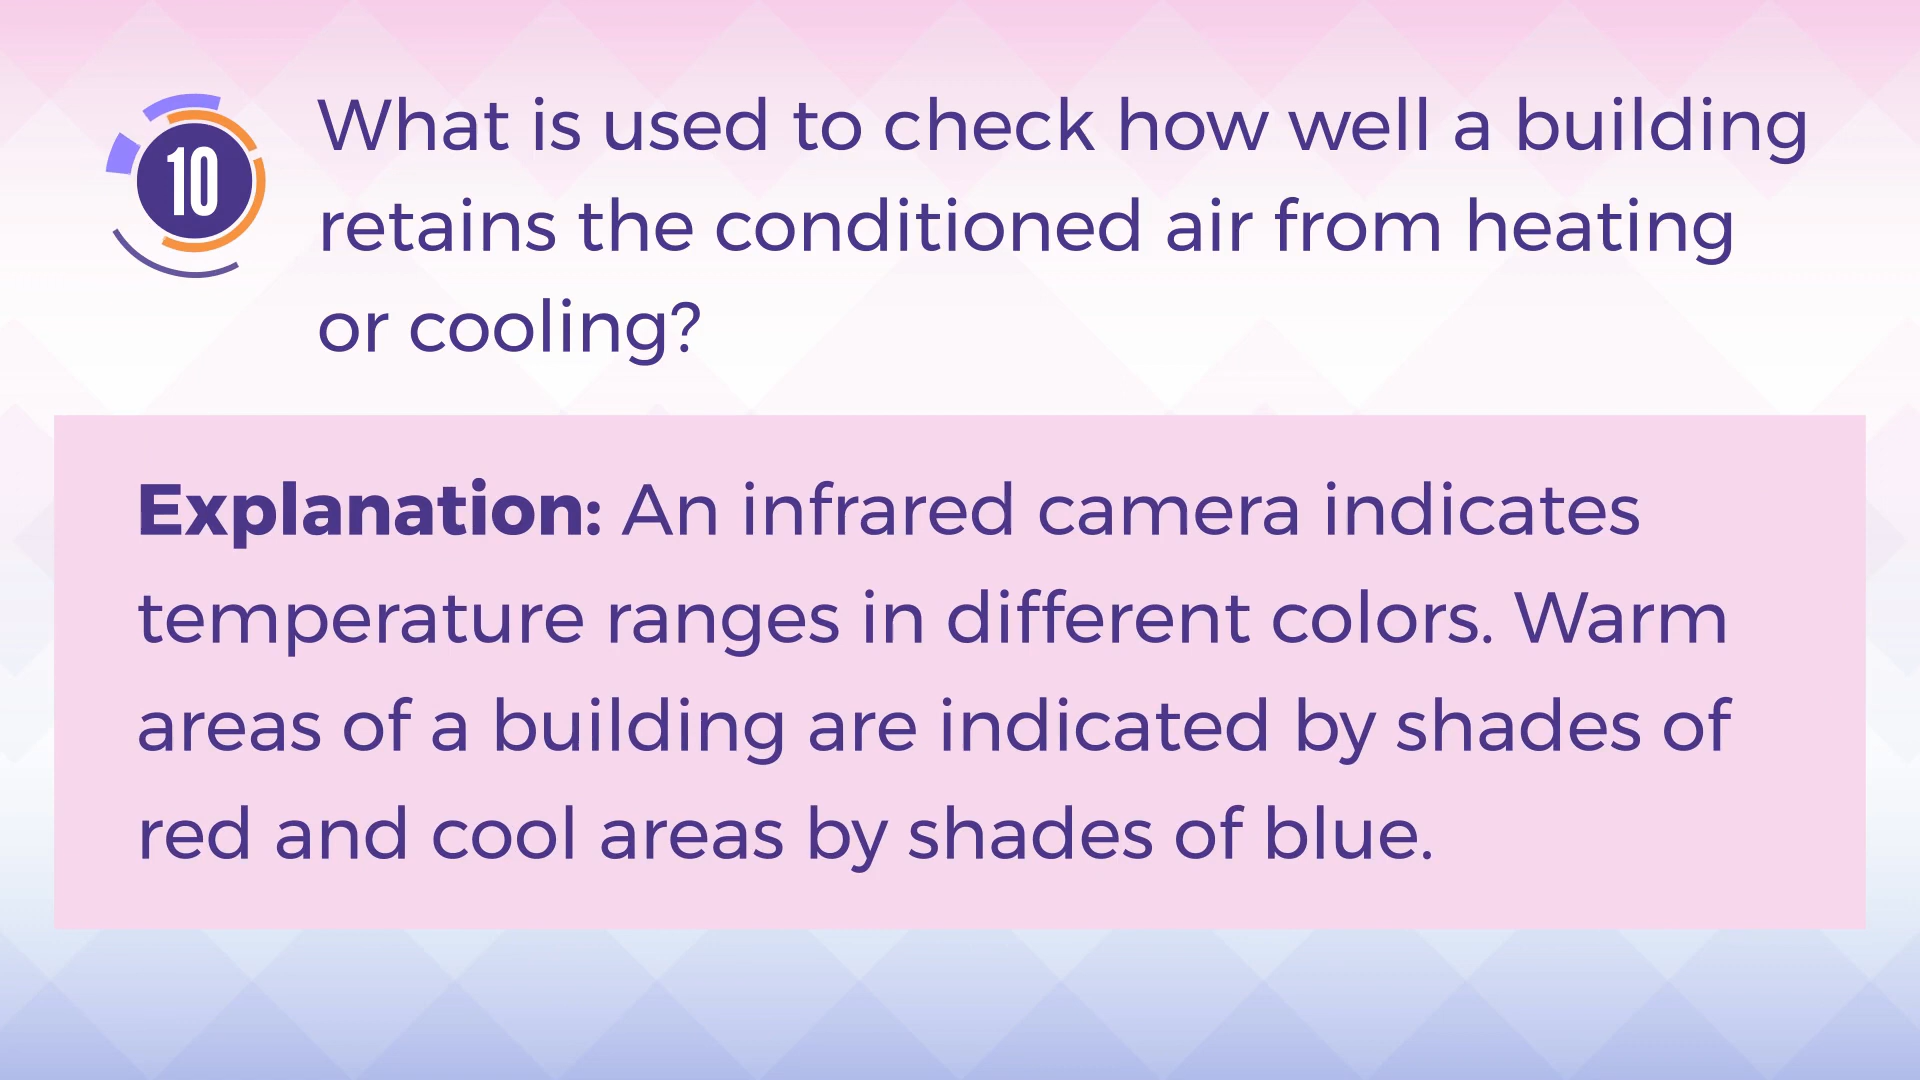 10
What is used to check how well a building
retains the conditioned air from heating
or cooling?
Explanation: An infrared camera indicates
temperature ranges in different colors. Warm
areas of a building are indicated by shades of
red and cool areas by shades of blue.